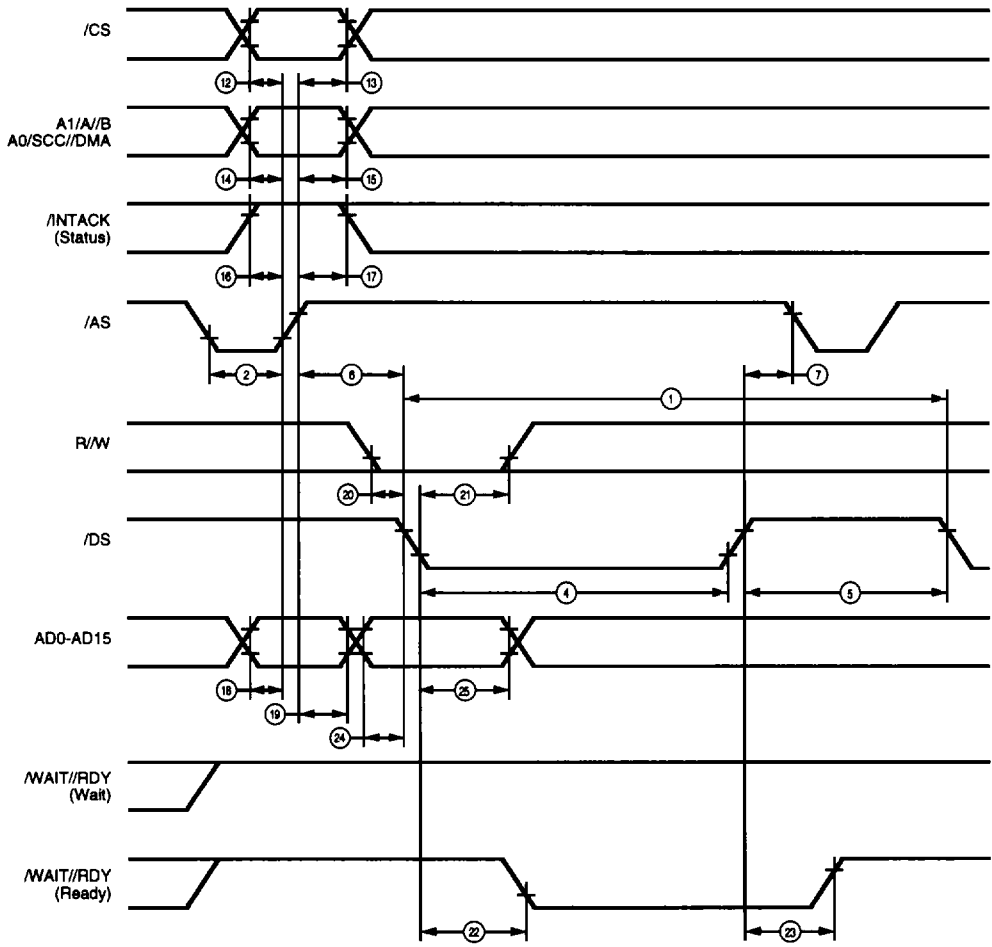 /CS
12
13
A1/A//B
A0/SCC//DMA
14
15
/INTACK
(Status)
16
17
/AS
2
6
7
1
R//W
20
21
/DS
4
5
AD0-AD15
18
25
19
24
/WAIT//RDY
(Wait)
/WAIT//RDY
(Ready)
22
23